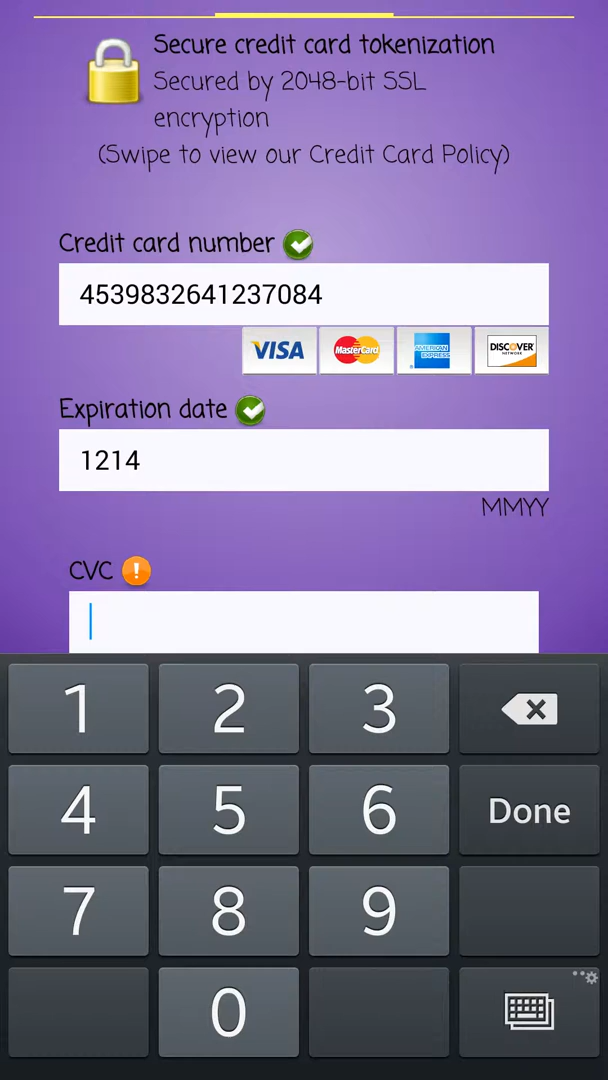 Secure credit card tokenization
Secured by 2048-bit SSL
encryption
(Swipe to view our Credit Card Policy)
Credit card number
4539832641237084
VISA MasterCard AMERICAN EXPRESS DISCOVER NETWORK
Expiration date
1214
MMYY
CVC !
1 2 3
4 5 6 Done
7 8 9
0